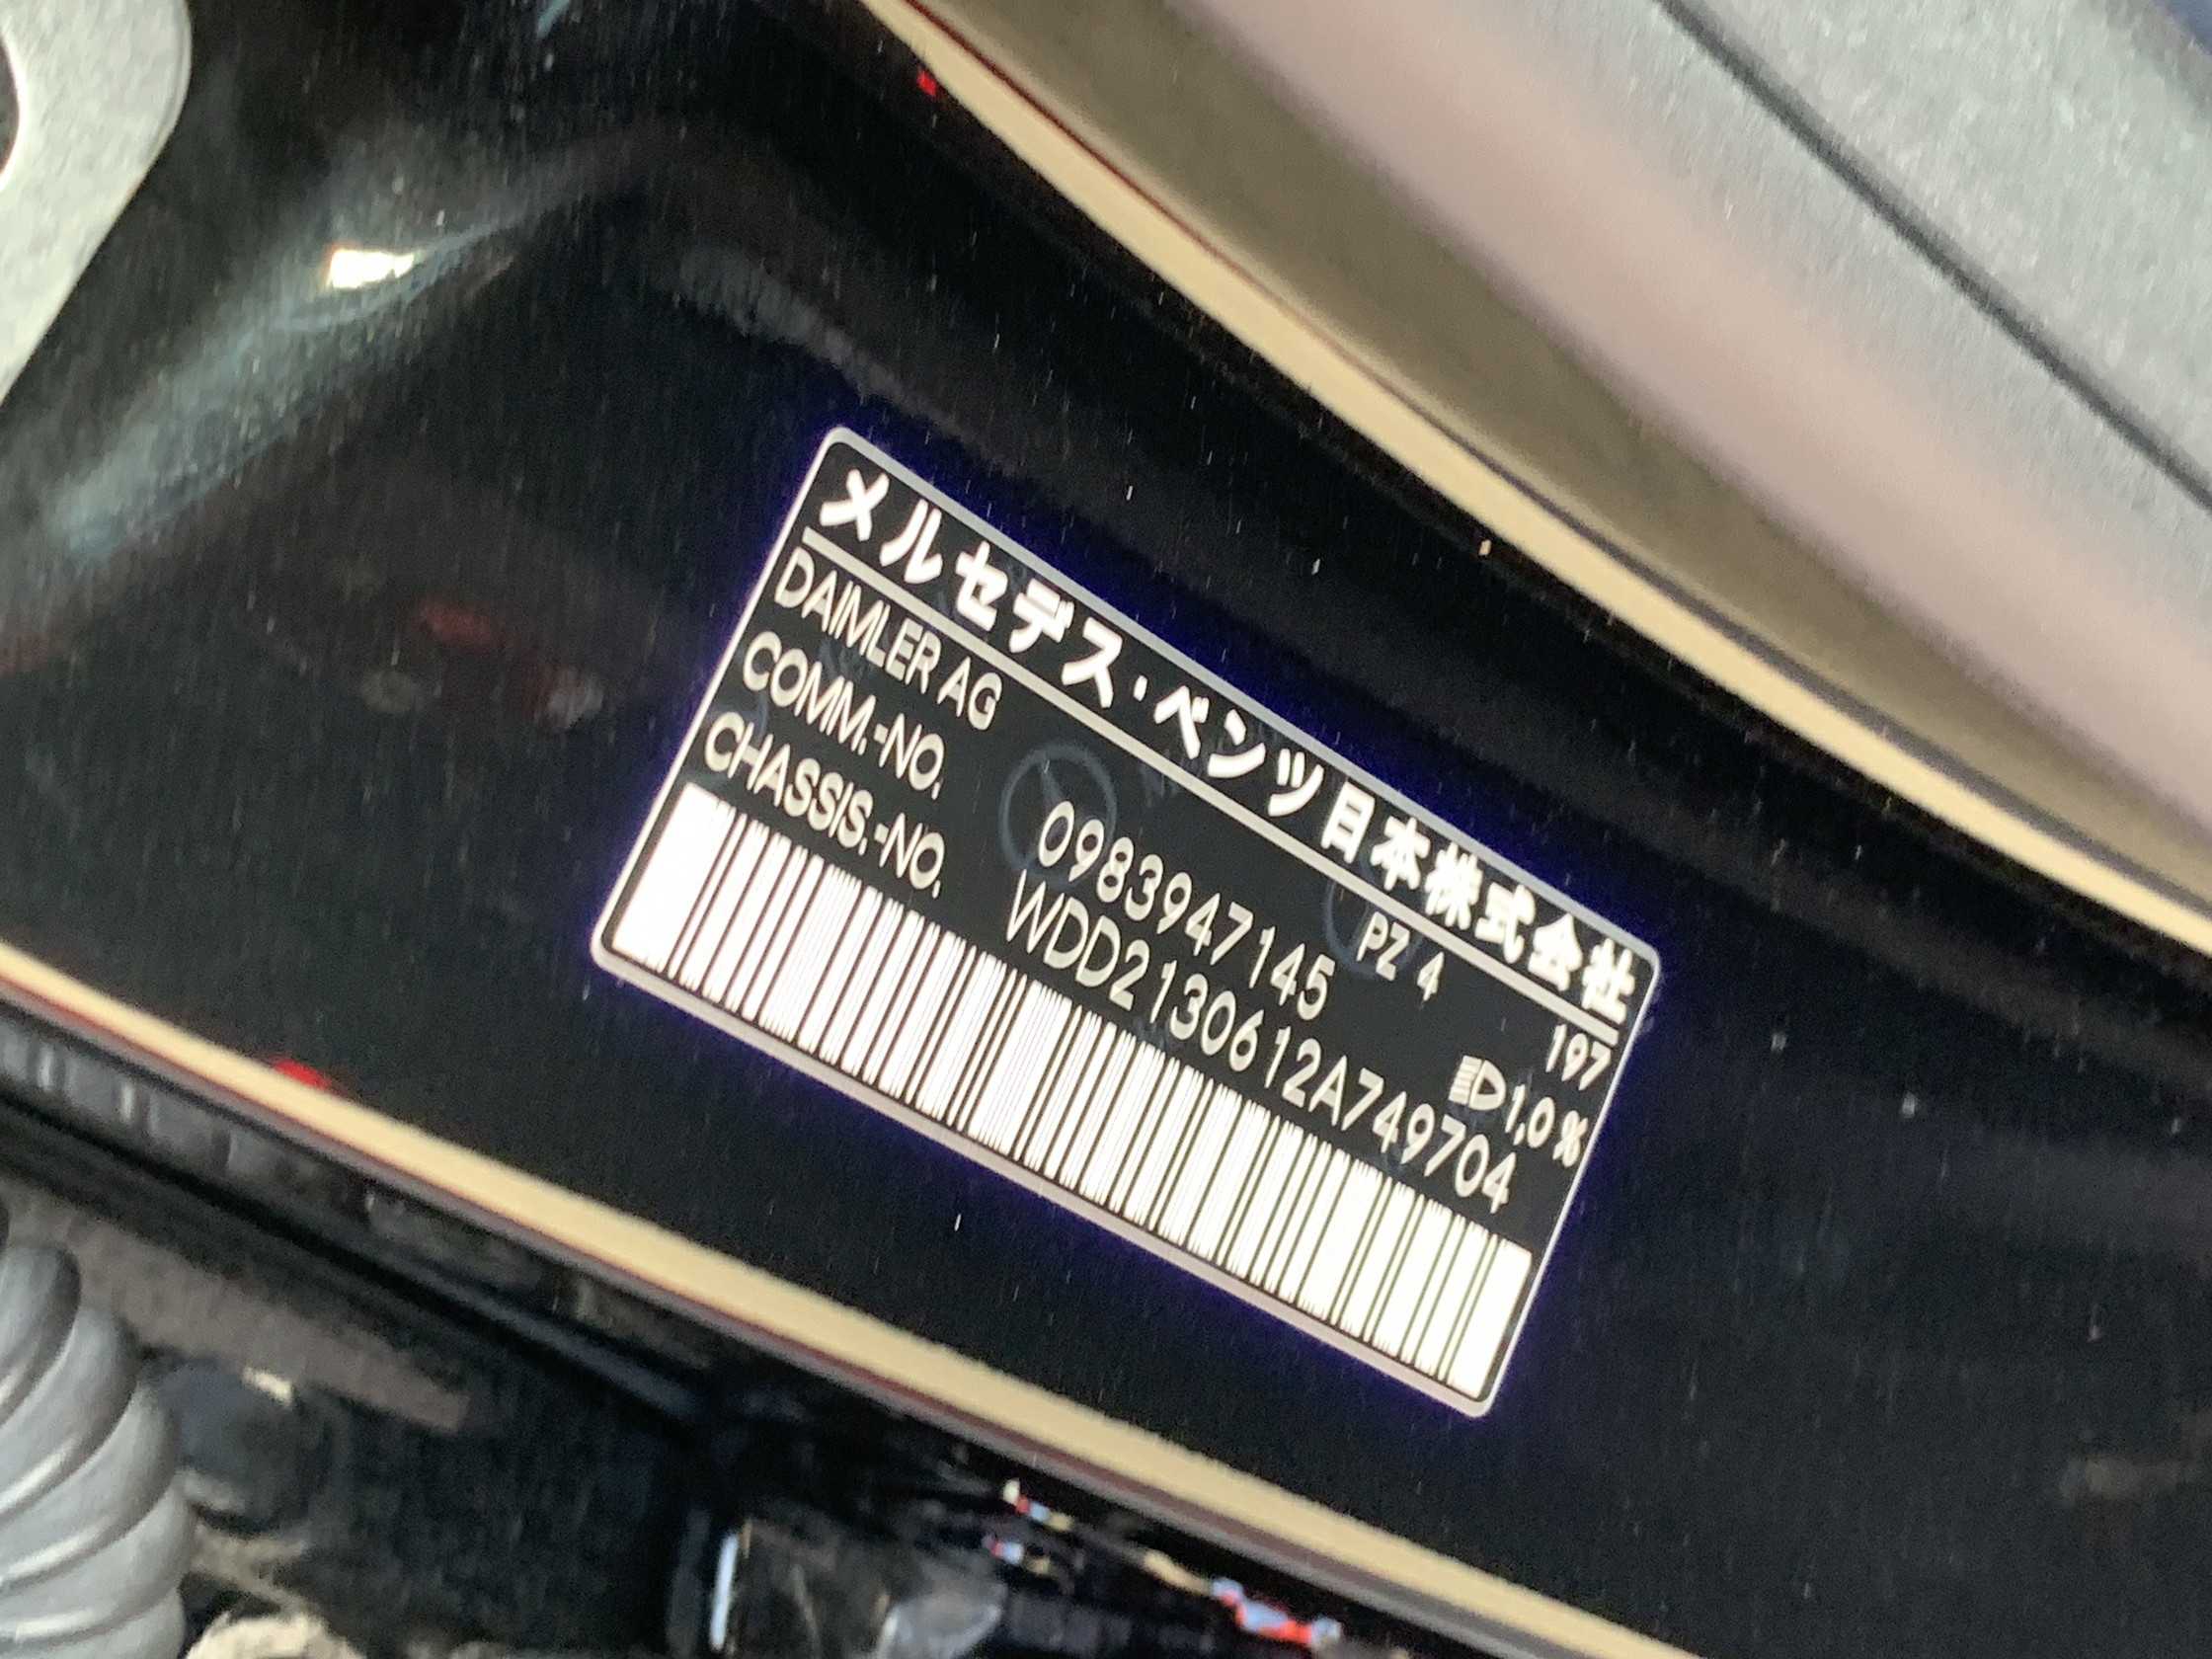 メルセデス・ベンツ日本株式会社
DAIMLER AG PZ 4 197
COMM.-NO. 0983947145 1,0 %
CHASSIS.-NO. WDD2130612A749704